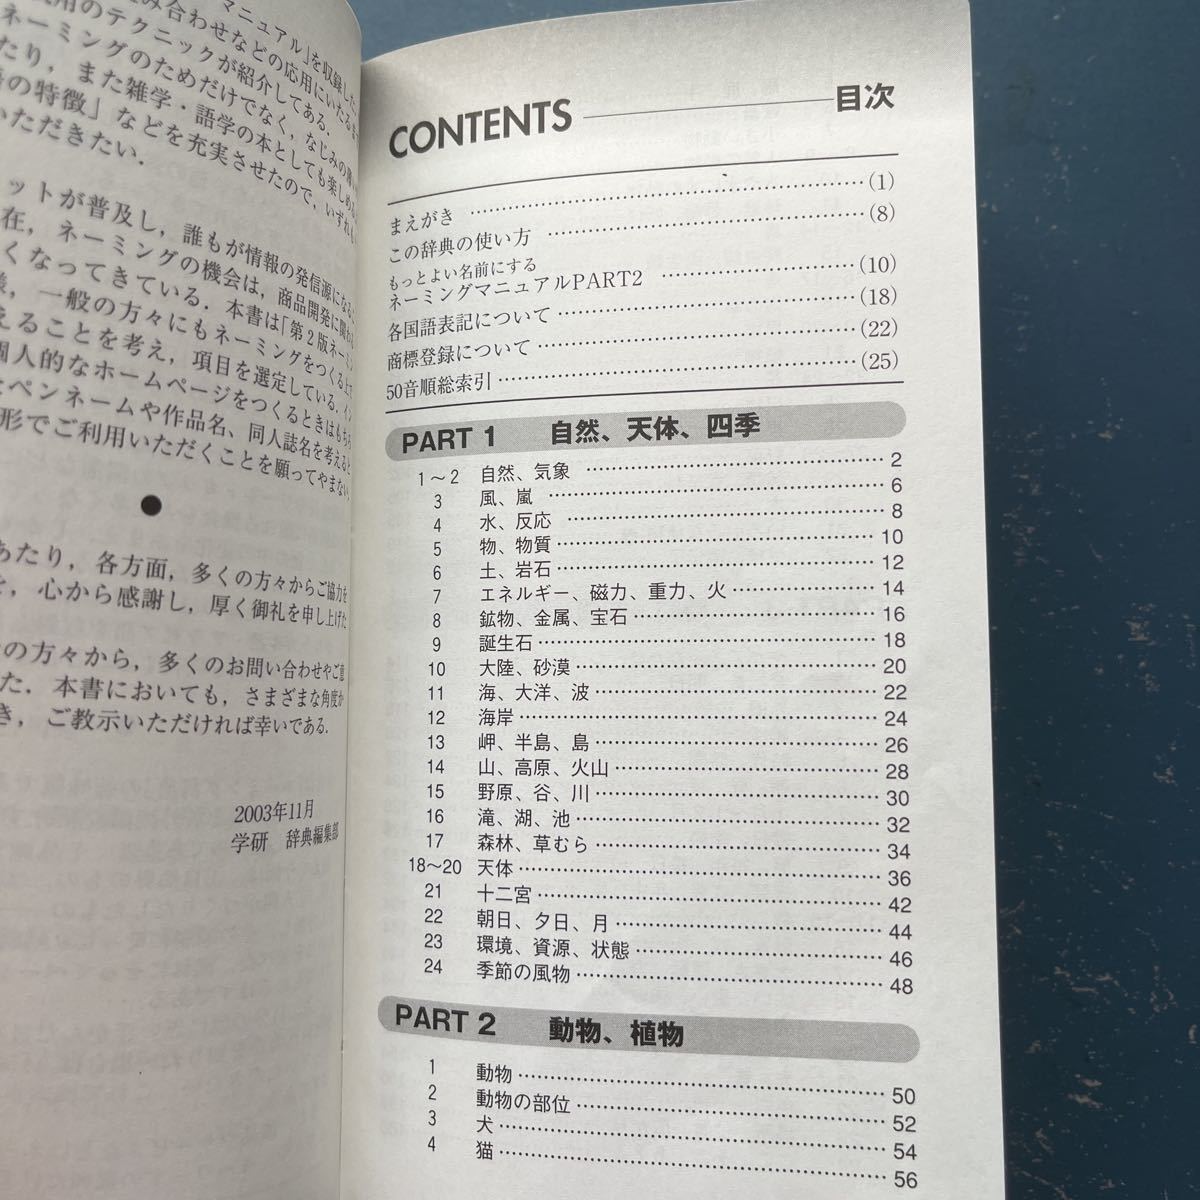 マニュアル」を収録した.
み合わせなどの応用にいたるま
用のテクニックが紹介してある.
ネーミングのためだけでなく,なじみの薄い
たり,また雑学・語学の本としても楽しめる
の特徴」などを充実させたので,いずれも
いただきたい.
ットが普及し,誰もが情報の発信源になる
在,ネーミングの機会は,商品開発に関わる
くなってきている.本書は「第2版ネーミン
様,一般の方々にもネーミングをつくる上で
えることを考え,項目を選定している.イン
個人的なホームページをつくるときはもちろ
なペンネームや作品名、同人誌名を考えると
形でご利用いただくことを願ってやまない.
●
あたり,各方面,多くの方々からご協力を
心から感謝し,厚く御礼を申し上げた
の方々から,多くのお問い合わせやご意
た.本書においても,さまざまな角度か
き,ご教示いただければ幸いである.
2003年11月
学研 辞典編集部
CONTENTS 目次
まえがき (1)
この辞典の使い方 (8)
もっとよい名前にする
ネーミングマニュアルPART2 (10)
各国語表記について (18)
商標登録について (22)
50音順総索引 (25)
PART 1 自然、天体、四季
1〜2 自然、気象 2
3 風、嵐 6
4 水、反応 8
5 物、物質 10
6 土、岩石 12
7 エネルギー、磁力、重力、火 14
8 鉱物、金属、宝石 16
9 誕生石 18
10 大陸、砂漠 20
11 海、大洋、波 22
12 海岸 24
13 岬、半島、島 26
14 山、高原、火山 28
15 野原、谷、川 30
16 滝、湖、池 32
17 森林、草むら 34
18〜20 天体 36
21 十二宮 42
22 朝日、夕日、月 44
23 環境、資源、状態 46
24 季節の風物 48
PART 2 動物、植物
1 動物 50
2 動物の部位 52
3 犬 54
4 猫 56